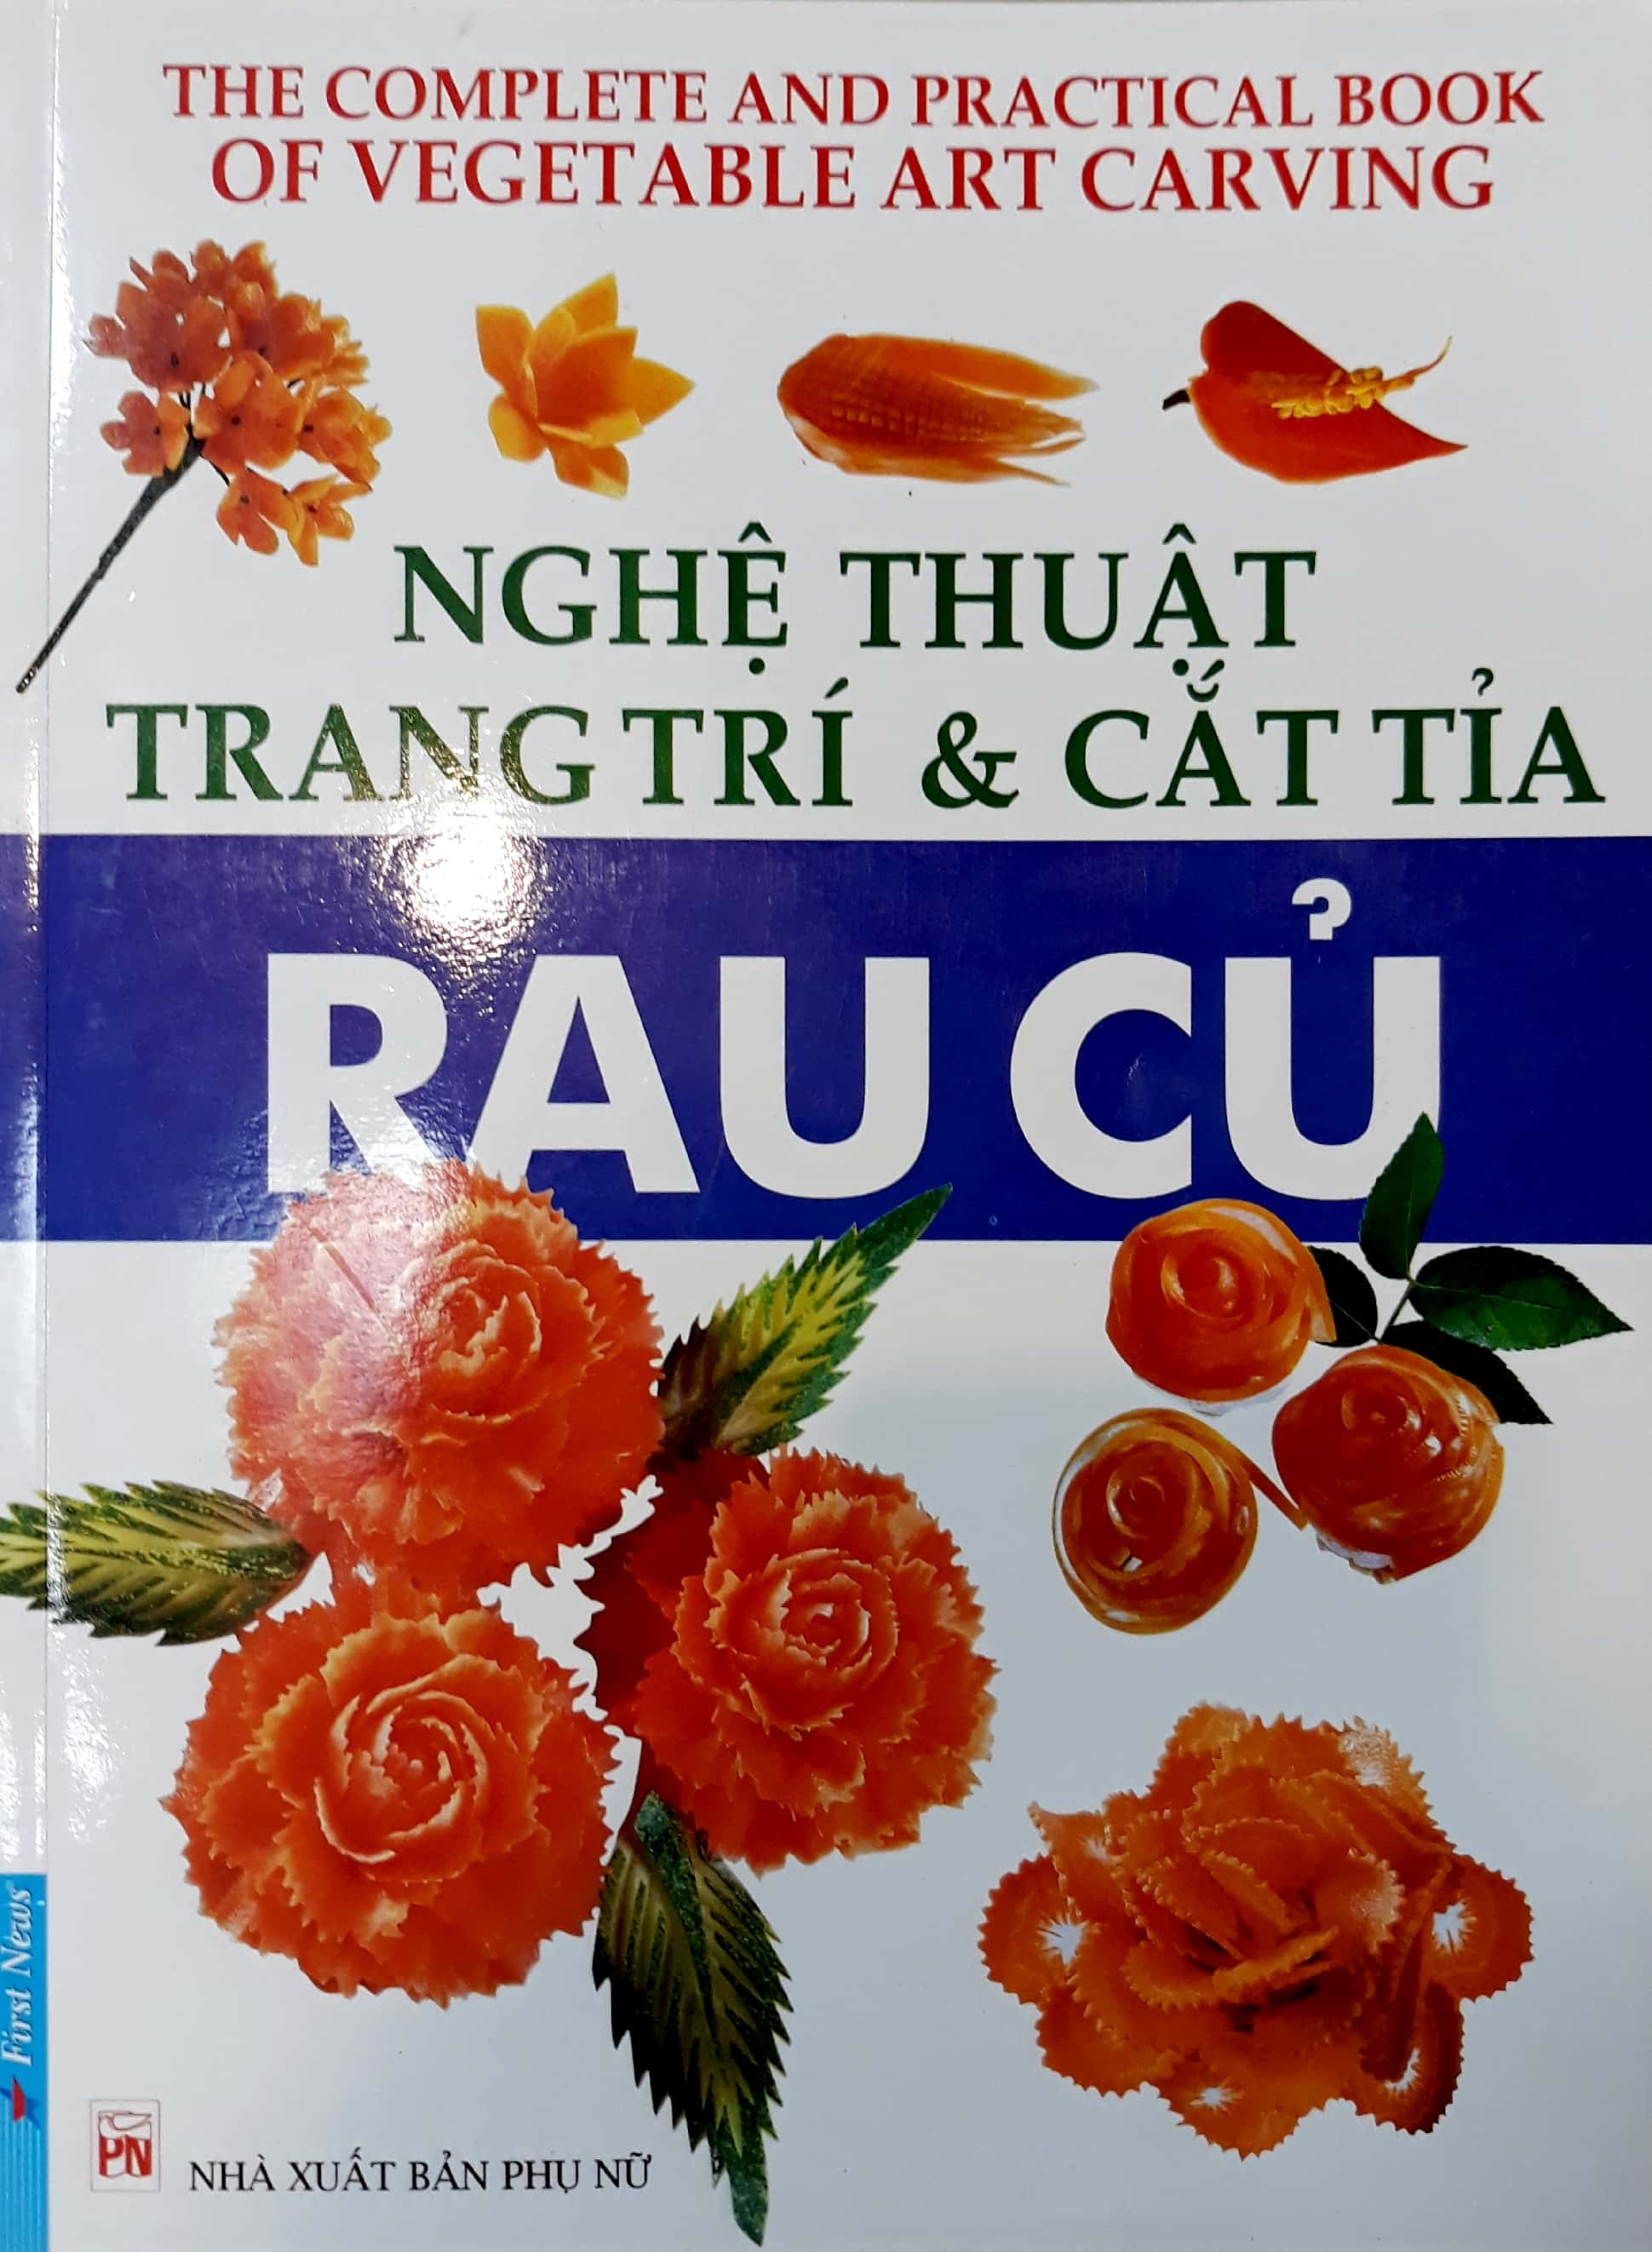 THE COMPLETE AND PRACTICAL BOOK
OF VEGETABLE ART CARVING
NGHỆ THUẬT
TRANG TRÍ & CẮT TỈA
RAU CỦ
First News
PN
NHÀ XUẤT BẢN PHỤ NỮ